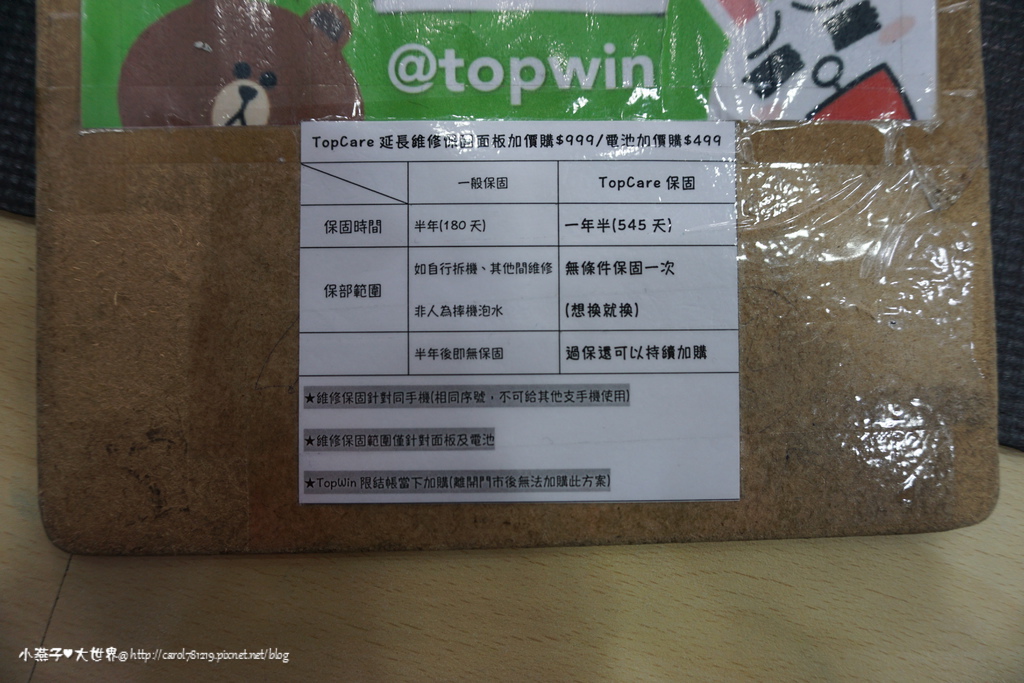 @topwin
TopCare 延長維修保固面板加價購$999/電池加價購$499
一般保固
TopCare 保固
保固時間
半年(180 天)
一年半(545 天)
保部範圍
如自行拆機、其他間維修
非人為摔機泡水
無條件保固一次
(想換就換)
半年後即無保固
過保還可以持續加購
★維修保固針對同手機(相同序號，不可給其他支手機使用)
★維修保固範圍僅針對面板及電池
★TopWin 限結帳當下加購(離開門市後無法加購此方案)
小燕子♥大世界@http://carol781219.pixnet.net/blog